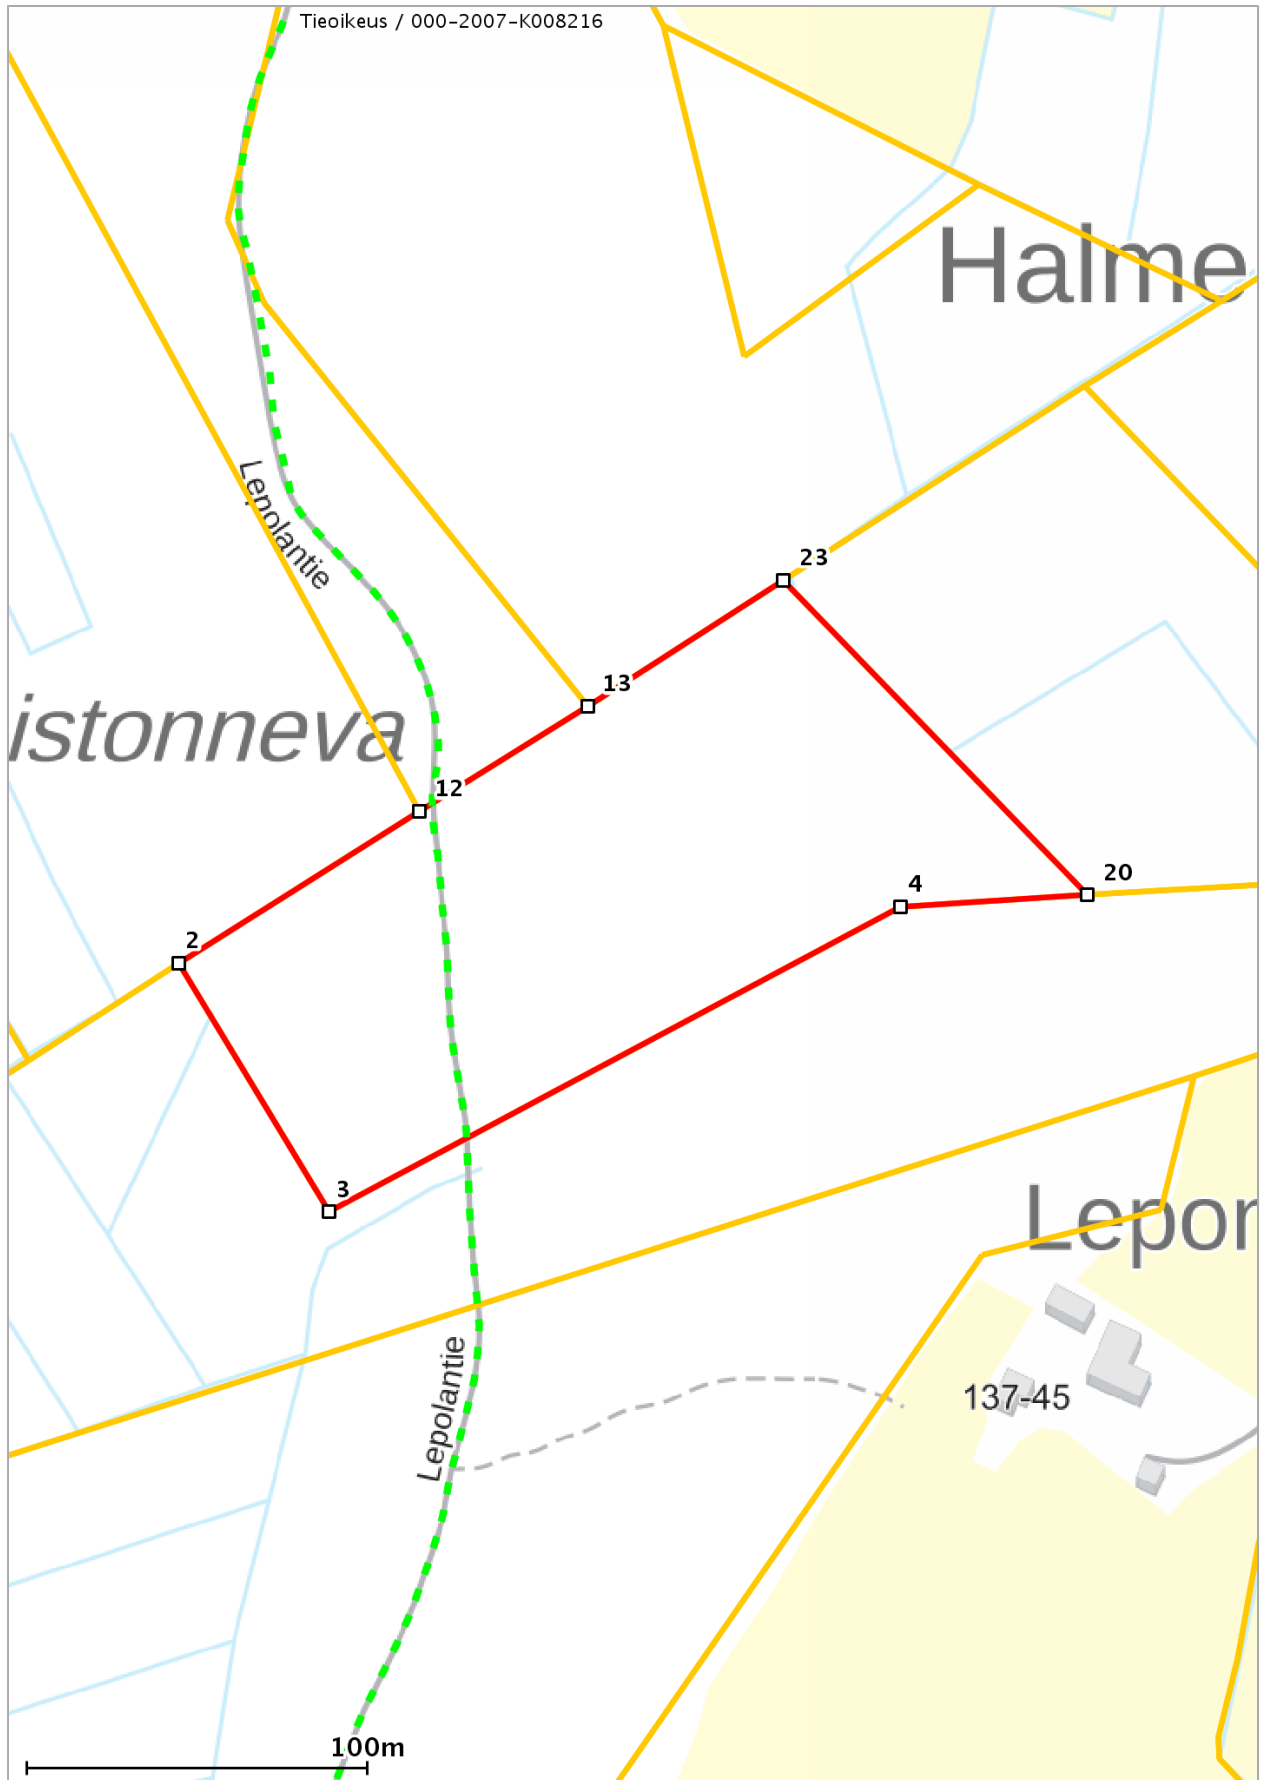 Tieoikeus / 000-2007-K008216
Halme
Lepolantie
23
13
istonneva
12
4
20
2
3
Lepor
Lepolantie
137-45
100m